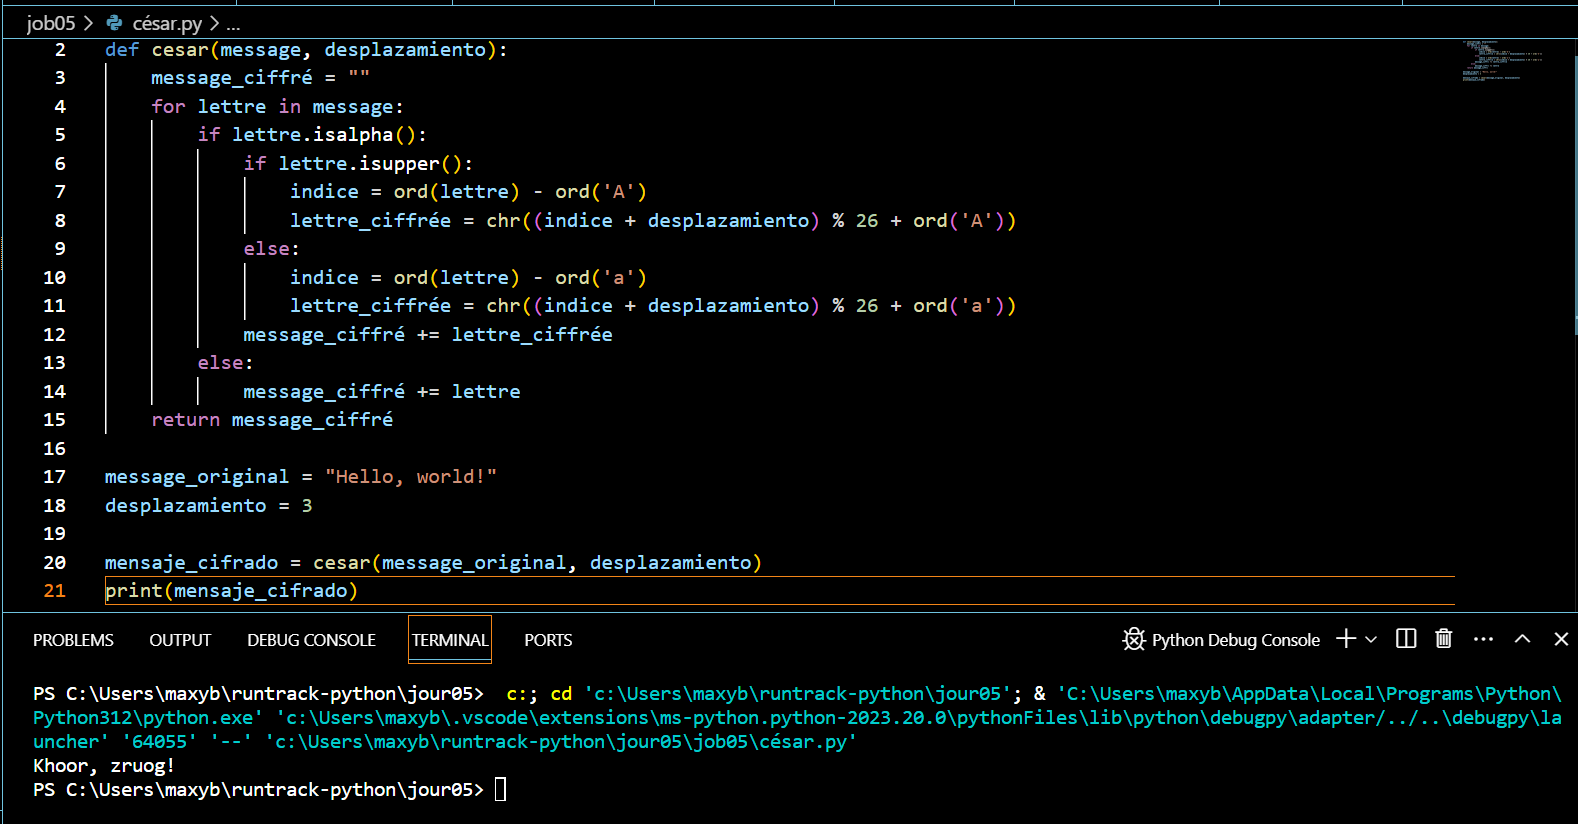 job05 > césar.py > ...
2 def cesar(message, desplazamiento):
3     message_ciffré = ""
4     for lettre in message:
5         if lettre.isalpha():
6             if lettre.isupper():
7                 indice = ord(lettre) - ord('A')
8                 lettre_ciffrée = chr((indice + desplazamiento) % 26 + ord('A'))
9             else:
10                 indice = ord(lettre) - ord('a')
11                 lettre_ciffrée = chr((indice + desplazamiento) % 26 + ord('a'))
12             message_ciffré += lettre_ciffrée
13         else:
14             message_ciffré += lettre
15     return message_ciffré
16
17 message_original = "Hello, world!"
18 desplazamiento = 3
19
20 mensaje_cifrado = cesar(message_original, desplazamiento)
21 print(mensaje_cifrado)
PROBLEMS OUTPUT DEBUG CONSOLE TERMINAL PORTS Python Debug Console
PS C:\Users\maxyb\runtrack-python\jour05>  c:; cd 'c:\Users\maxyb\runtrack-python\jour05'; & 'C:\Users\maxyb\AppData\Local\Programs\Python\
Python312\python.exe' 'c:\Users\maxyb\.vscode\extensions\ms-python.python-2023.20.0\pythonFiles\lib\python\debugpy\adapter/../..\debugpy\la
uncher' '64055' '--' 'c:\Users\maxyb\runtrack-python\jour05\job05\césar.py'
Khoor, zruog!
PS C:\Users\maxyb\runtrack-python\jour05>